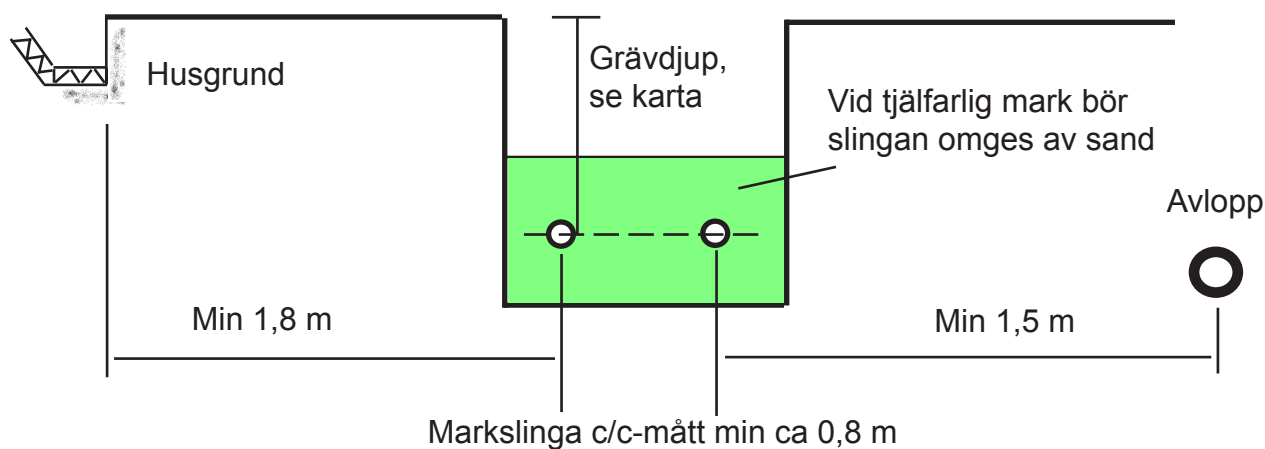 Husgrund
Grävdjup,
se karta
Vid tjälfarlig mark bör
slingan omges av sand
Avlopp
Min 1,8 m
Min 1,5 m
Markslinga c/c-mått min ca 0,8 m